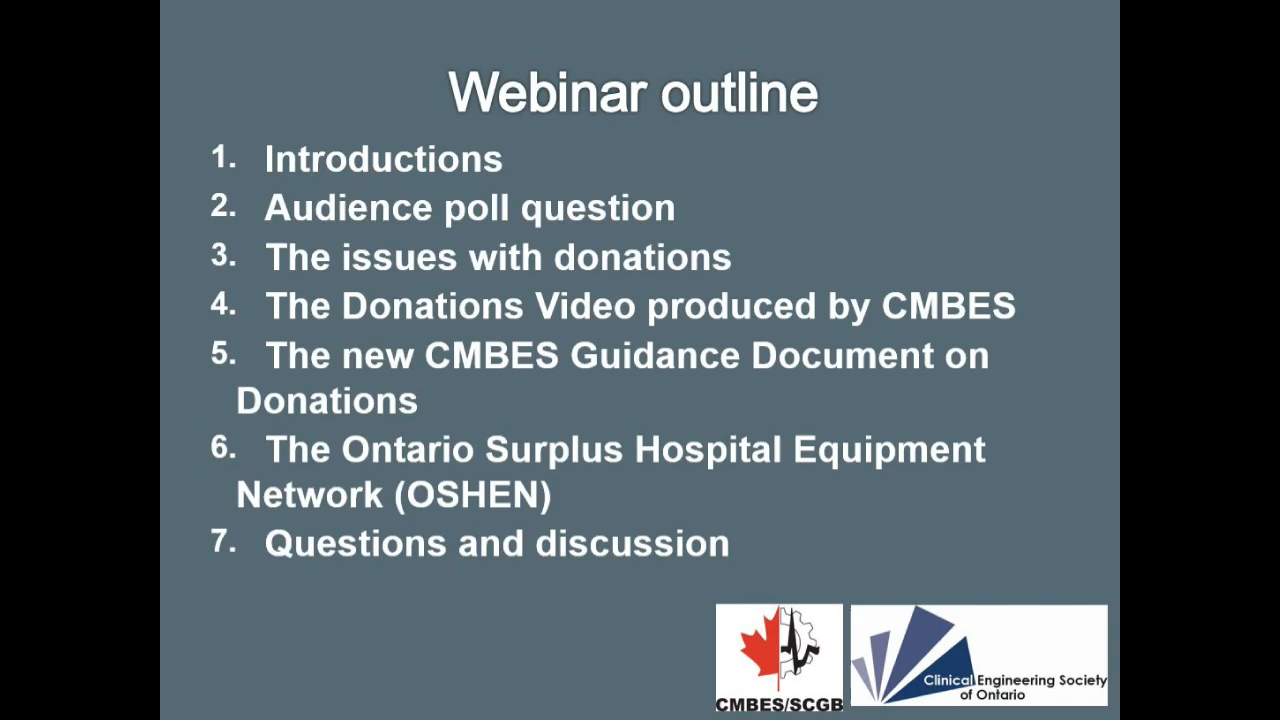 Webinar outline
1. Introductions
2. Audience poll question
3. The issues with donations
4. The Donations Video produced by CMBES
5. The new CMBES Guidance Document on
Donations
6. The Ontario Surplus Hospital Equipment
Network (OSHEN)
7. Questions and discussion
CMBES/SCGB
Clinical Engineering Society
of Ontario